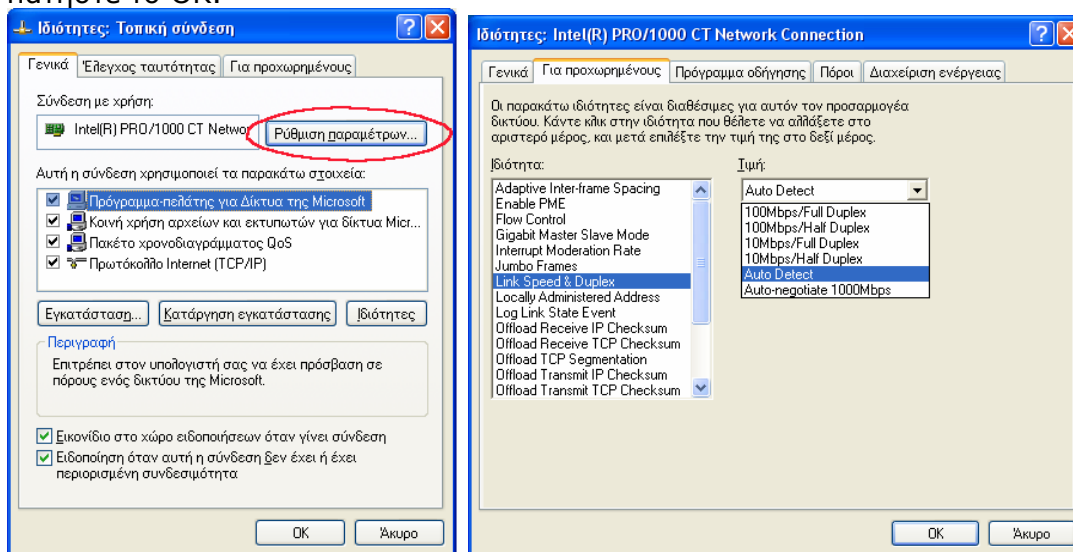 πατήστε το OK.
Ιδιότητες: Τοπική σύνδεση
Γενικά Έλεγχος ταυτότητας Για προχωρημένους
Σύνδεση με χρήση:
Intel(R) PRO/1000 CT Networ Ρύθμιση παραμέτρων...
Αυτή η σύνδεση χρησιμοποιεί τα παρακάτω στοιχεία:
Πρόγραμμα-πελάτης για Δίκτυα της Microsoft
Κοινή χρήση αρχείων και εκτυπωτών για δίκτυα Micr...
Πακέτο χρονοδιαγράμματος QoS
Πρωτόκολλο Internet (TCP/IP)
Εγκατάσταση... Κατάργηση εγκατάστασης Ιδιότητες
Περιγραφή
Επιτρέπει στον υπολογιστή σας να έχει πρόσβαση σε
πόρους ενός δικτύου της Microsoft.
Εικονίδιο στο χώρο ειδοποιήσεων όταν γίνει σύνδεση
Ειδοποίηση όταν αυτή η σύνδεση δεν έχει ή έχει
περιορισμένη συνδεσιμότητα
OK Άκυρο
Ιδιότητες: Intel(R) PRO/1000 CT Network Connection
Γενικά Για προχωρημένους Πρόγραμμα οδήγησης Πόροι Διαχείριση ενέργειας
Οι παρακάτω ιδιότητες είναι διαθέσιμες για αυτόν τον προσαρμογέα
δικτύου. Κάντε κλικ στην ιδιότητα που θέλετε να αλλάξετε στο
αριστερό μέρος, και μετά επιλέξτε την τιμή της στο δεξί μέρος.
Ιδιότητα:
Adaptive Inter-frame Spacing
Enable PME
Flow Control
Gigabit Master Slave Mode
Interrupt Moderation Rate
Jumbo Frames
Link Speed & Duplex
Locally Administered Address
Log Link State Event
Offload Receive IP Checksum
Offload Receive TCP Checksum
Offload TCP Segmentation
Offload Transmit IP Checksum
Offload Transmit TCP Checksum
Τιμή:
Auto Detect
100Mbps/Full Duplex
100Mbps/Half Duplex
10Mbps/Full Duplex
10Mbps/Half Duplex
Auto Detect
Auto-negotiate 1000Mbps
OK Άκυρο